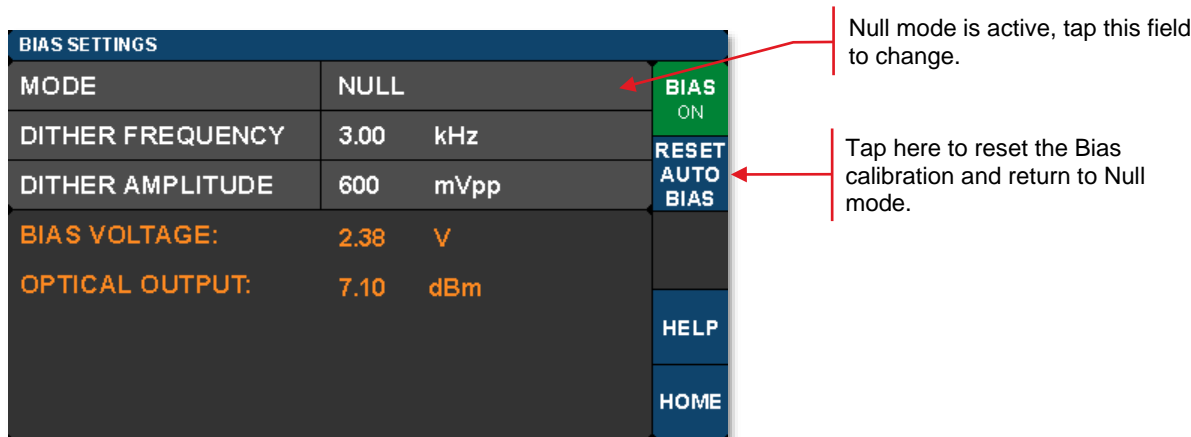 BIAS SETTINGS
MODE NULL
DITHER FREQUENCY 3.00 kHz
DITHER AMPLITUDE 600 mVpp
BIAS VOLTAGE: 2.38 V
OPTICAL OUTPUT: 7.10 dBm
BIAS
ON
RESET
AUTO
BIAS
HELP
HOME
Null mode is active, tap this field
to change.
Tap here to reset the Bias
calibration and return to Null
mode.